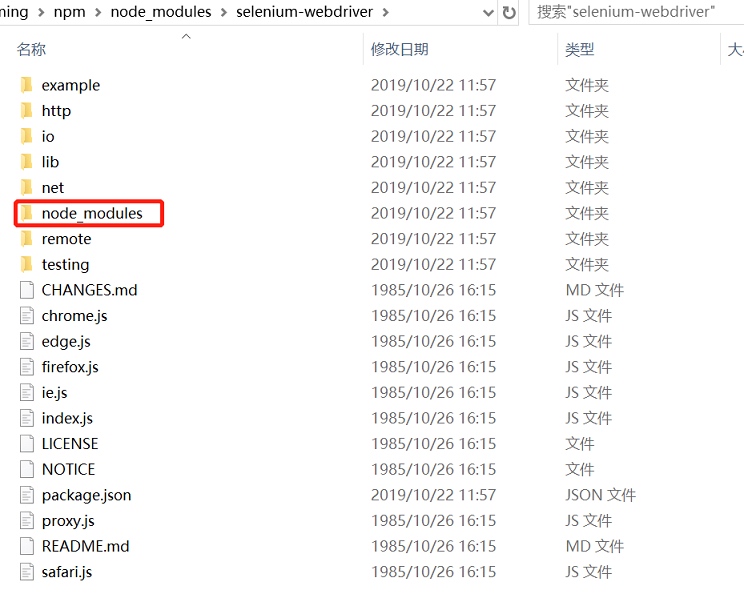 ming > npm > node_modules > selenium-webdriver > 搜索"selenium-webdriver"
名称 修改日期 类型 大小
example 2019/10/22 11:57 文件夹
http 2019/10/22 11:57 文件夹
io 2019/10/22 11:57 文件夹
lib 2019/10/22 11:57 文件夹
net 2019/10/22 11:57 文件夹
node_modules 2019/10/22 11:57 文件夹
remote 2019/10/22 11:57 文件夹
testing 2019/10/22 11:57 文件夹
CHANGES.md 1985/10/26 16:15 MD 文件
chrome.js 1985/10/26 16:15 JS 文件
edge.js 1985/10/26 16:15 JS 文件
firefox.js 1985/10/26 16:15 JS 文件
ie.js 1985/10/26 16:15 JS 文件
index.js 1985/10/26 16:15 JS 文件
LICENSE 1985/10/26 16:15 文件
NOTICE 1985/10/26 16:15 文件
package.json 2019/10/22 11:57 JSON 文件
proxy.js 1985/10/26 16:15 JS 文件
README.md 1985/10/26 16:15 MD 文件
safari.js 1985/10/26 16:15 JS 文件